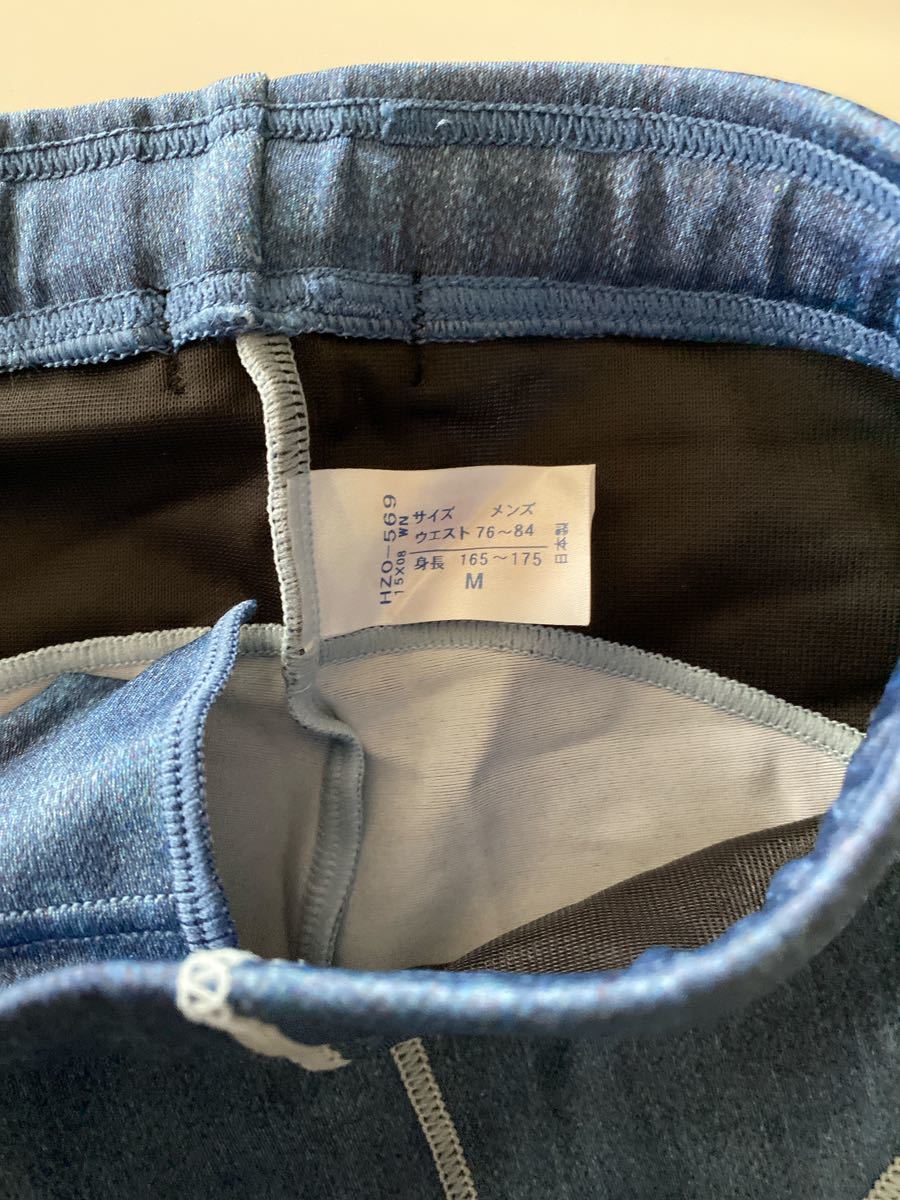 HZO-569
15X08 WN
サイズ メンズ
ウエスト 76～84
身長 165～175
M
日本製